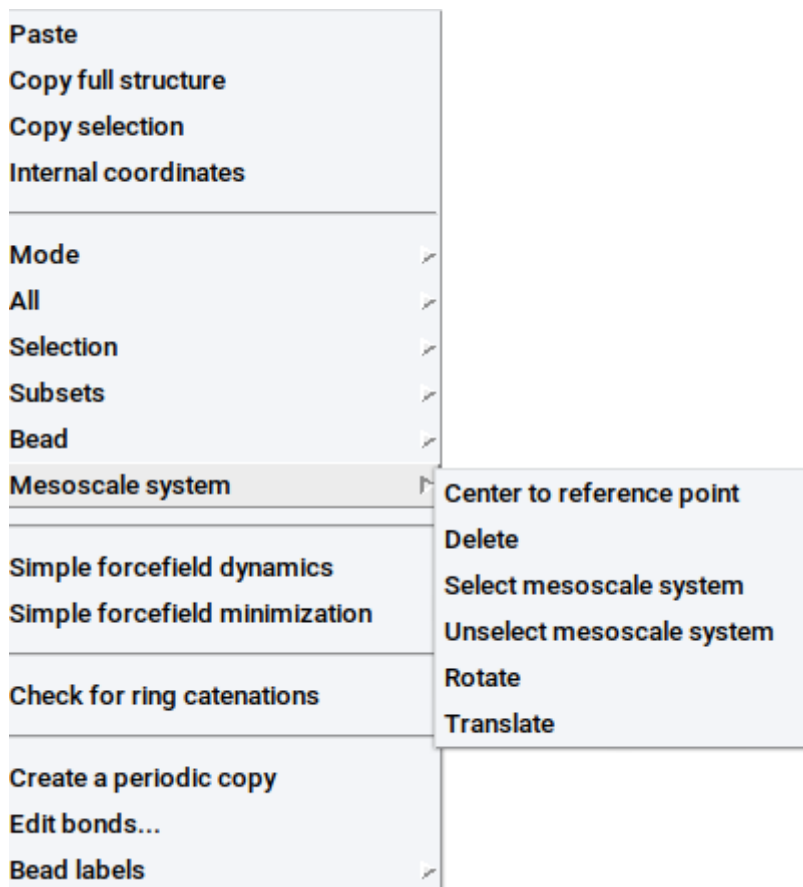 Paste
Copy full structure
Copy selection
Internal coordinates
Mode
All
Selection
Subsets
Bead
Mesoscale system
Center to reference point
Delete
Select mesoscale system
Unselect mesoscale system
Rotate
Translate
Simple forcefield dynamics
Simple forcefield minimization
Check for ring catenations
Create a periodic copy
Edit bonds...
Bead labels